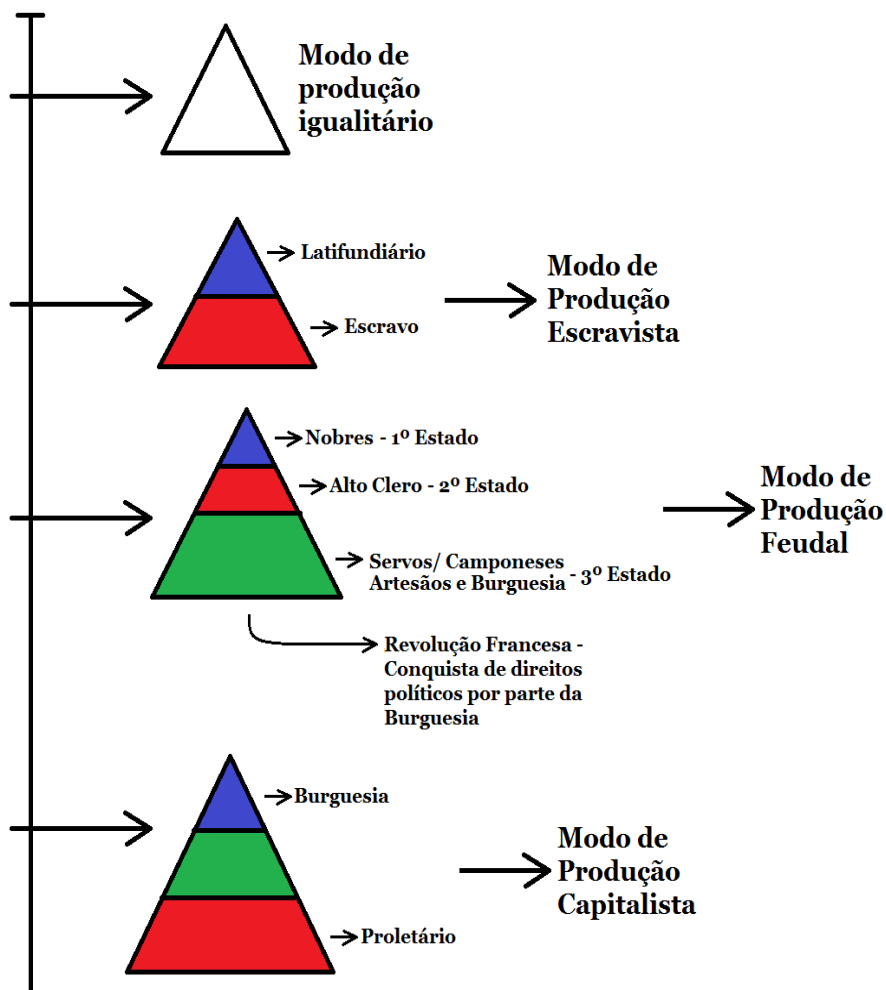 Modo de
produção
igualitário
Latifundiário
Escravo
Modo de
Produção
Escravista
Nobres - 1º Estado
Alto Clero - 2º Estado
Servos/ Camponeses
Artesãos e Burguesia - 3º Estado
Modo de
Produção
Feudal
Revolução Francesa -
Conquista de direitos
políticos por parte da
Burguesia
Burguesia
Proletário
Modo de
Produção
Capitalista